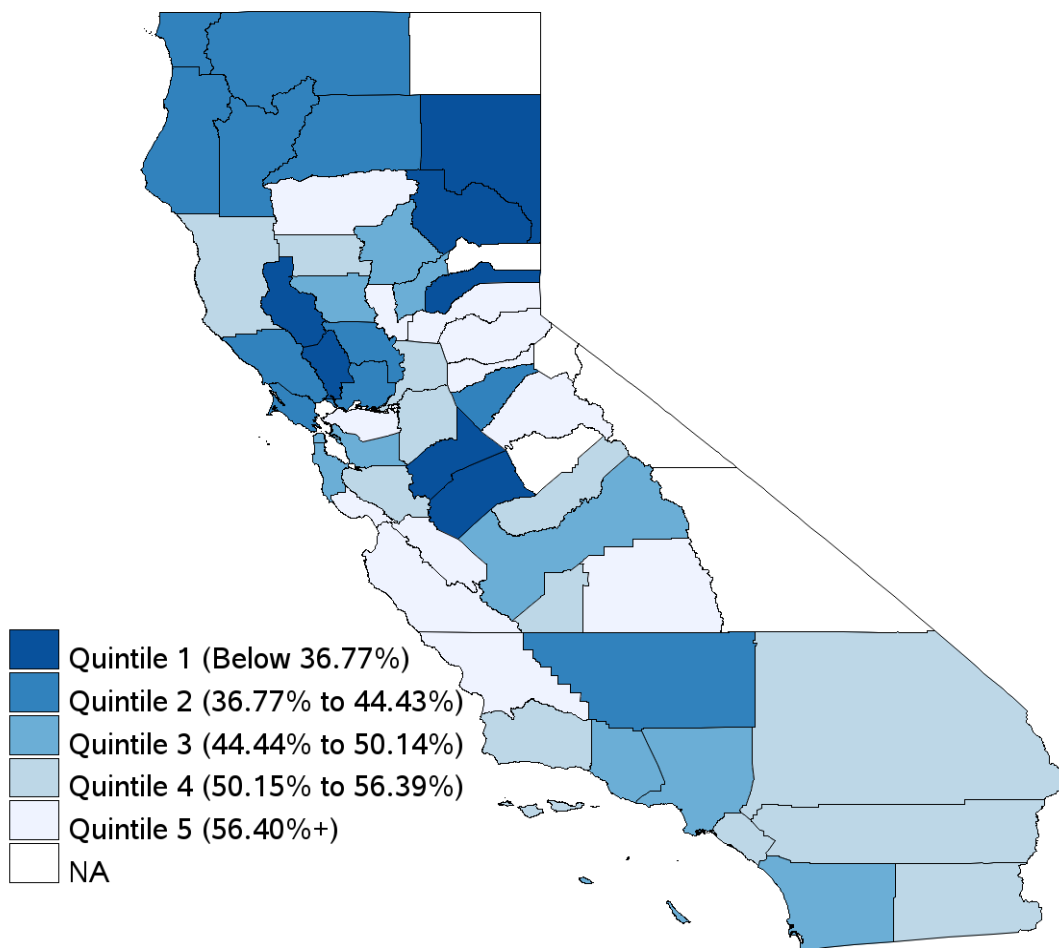 Quintile 1 (Below 36.77%)
Quintile 2 (36.77% to 44.43%)
Quintile 3 (44.44% to 50.14%)
Quintile 4 (50.15% to 56.39%)
Quintile 5 (56.40%+)
NA